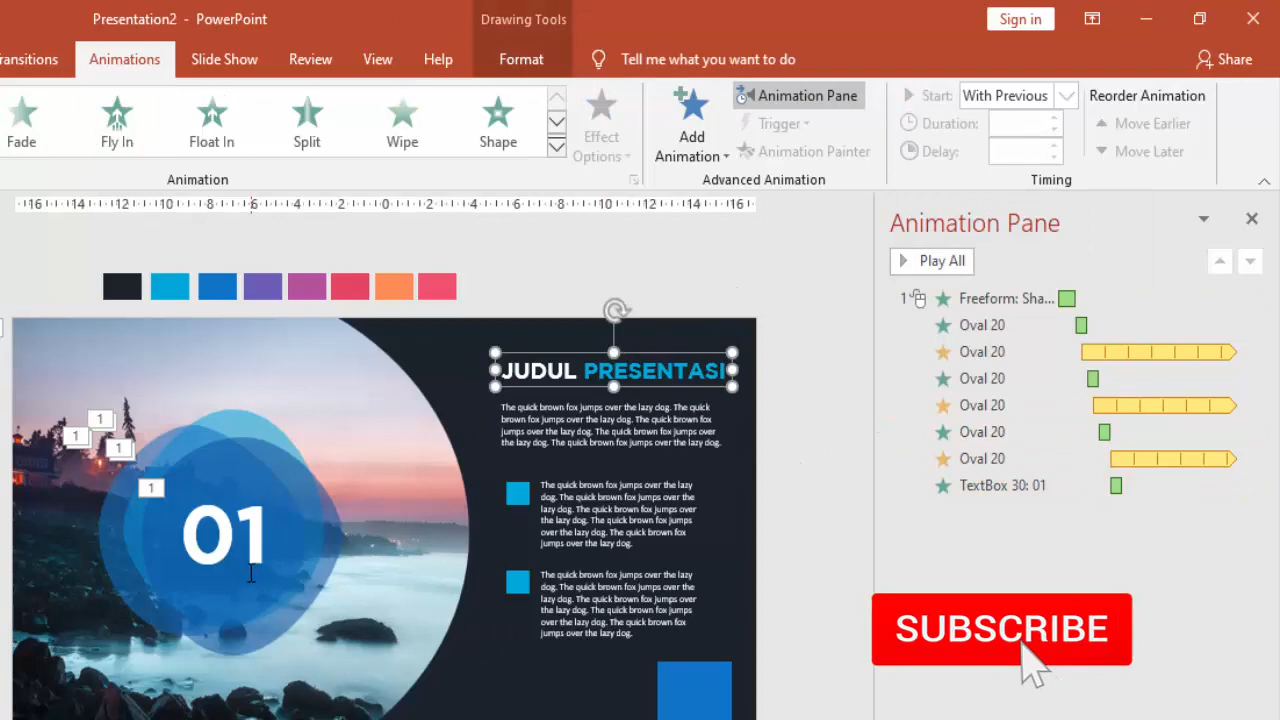 Presentation2 - PowerPoint
Drawing Tools
Sign in
ransitions
Animations
Slide Show
Review
View
Help
Format
Tell me what you want to do
Share
Fade
Fly In
Float In
Split
Wipe
Shape
Effect
Options
Add
Animation
Animation Pane
Trigger
Animation Painter
Start: With Previous
Duration:
Delay:
Reorder Animation
Move Earlier
Move Later
Animation
Advanced Animation
Timing
16 14 12 10 8 6 4 2 0 2 4 6 8 10 12 14 16
Animation Pane
Play All
1 Freeform: Sha...
Oval 20
Oval 20
Oval 20
Oval 20
Oval 20
Oval 20
TextBox 30: 01
1
1
1
1
01
JUDUL PRESENTASI
The quick brown fox jumps over the lazy dog. The quick
brown fox jumps over the lazy dog. The quick brown fox
jumps over the lazy dog. The quick brown fox jumps over
the lazy dog. The quick brown fox jumps over the lazy dog.
The quick brown fox jumps over the lazy
dog. The quick brown fox jumps over the
lazy dog. The quick brown fox jumps over
the lazy dog. The quick brown fox jumps
over the lazy dog. The quick brown fox
jumps over the lazy dog.
The quick brown fox jumps over the lazy
dog. The quick brown fox jumps over the
lazy dog. The quick brown fox jumps over
the lazy dog. The quick brown fox jumps
over the lazy dog. The quick brown fox
jumps over the lazy dog.
SUBSCRIBE